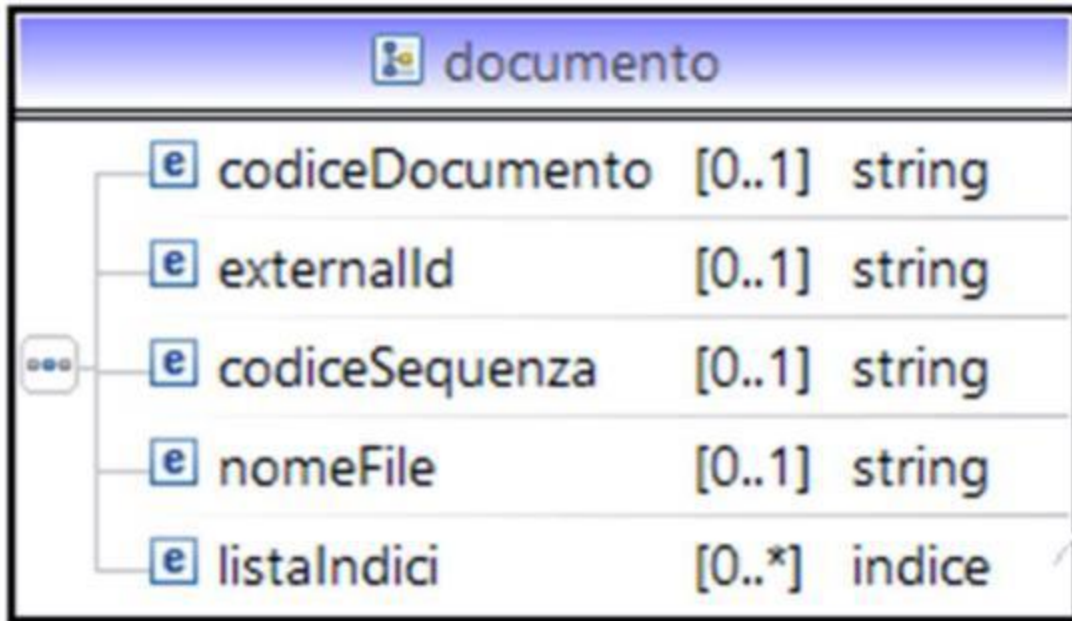 documento
e codiceDocumento [0..1] string
e externalId [0..1] string
e codiceSequenza [0..1] string
e nomeFile [0..1] string
e listaIndici [0..*] indice